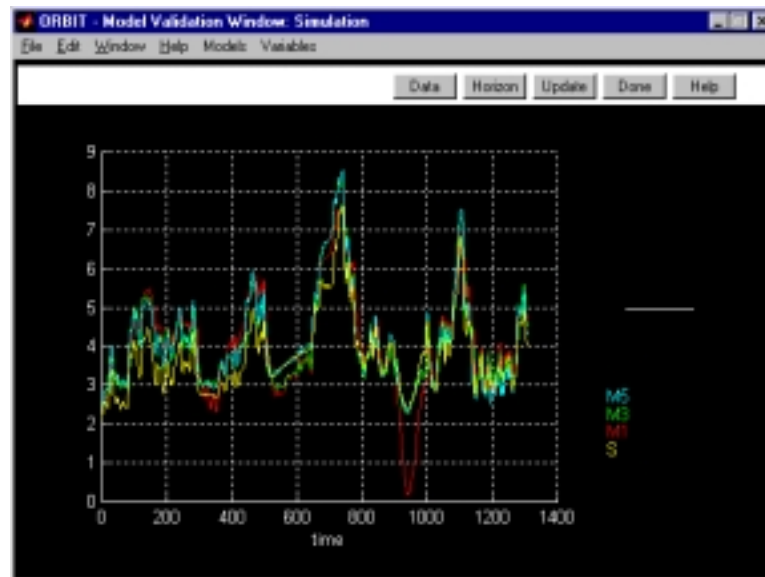 ORBIT - Model Validation Window: Simulation
File Edit Window Help Models Variables
Data Horizon Update Done Help
9
8
7
6
5
4
3
2
1
0
0 200 400 600 800 1000 1200 1400
time
M5
M3
M1
S